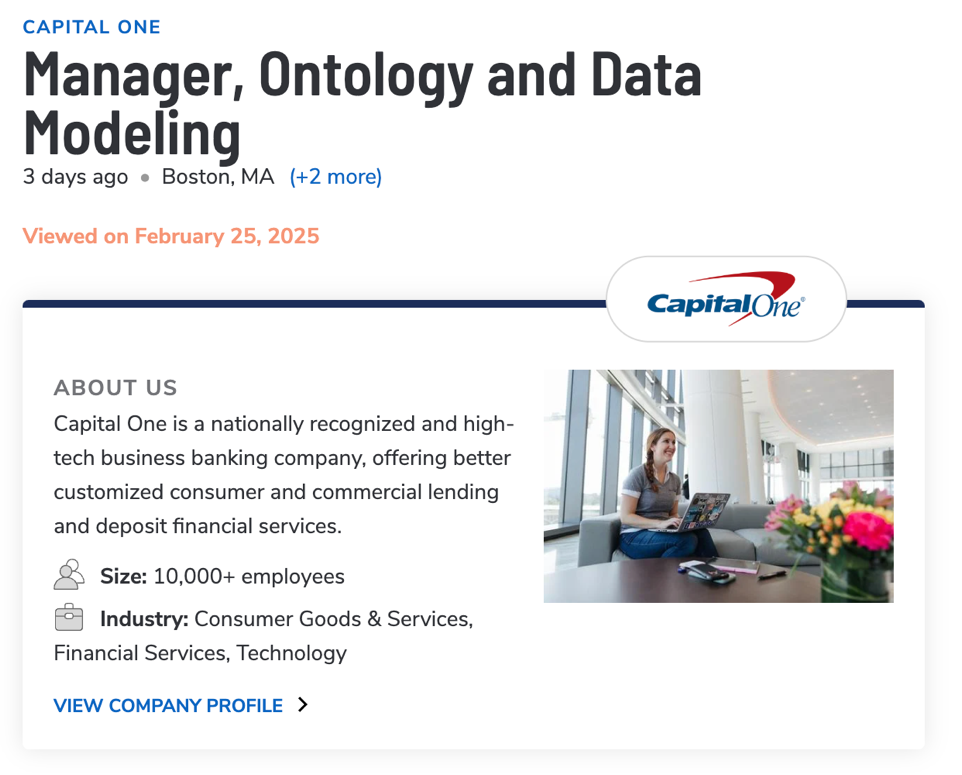 CAPITAL ONE
Manager, Ontology and Data
Modeling
3 days ago • Boston, MA (+2 more)
Viewed on February 25, 2025
CapitalOne®
ABOUT US
Capital One is a nationally recognized and high-
tech business banking company, offering better
customized consumer and commercial lending
and deposit financial services.
Size: 10,000+ employees
Industry: Consumer Goods & Services,
Financial Services, Technology
VIEW COMPANY PROFILE